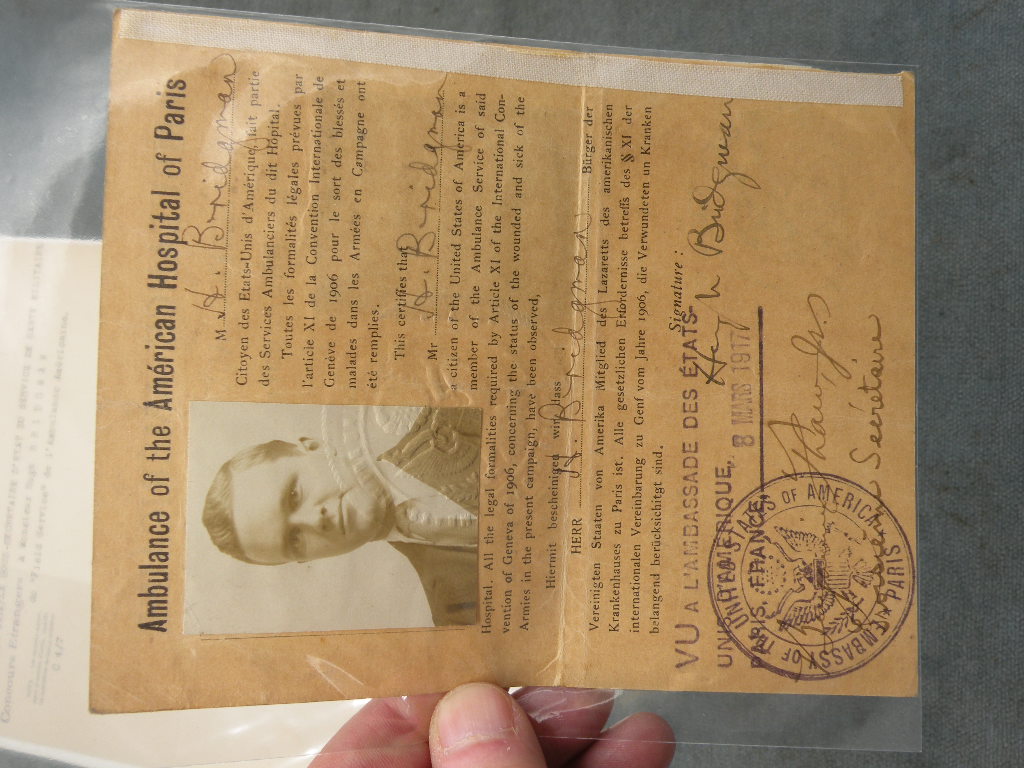 Ambulance of the American Hospital of Paris
M H. Bridgman
Citoyen des Etats-Unis d'Amérique, fait partie
des Services Ambulanciers du dit Hôpital.
Toutes les formalités légales prévues par
l'article XI de la Convention Internationale de
Genève de 1906 pour le sort des blessés et
malades dans les Armées en Campagne ont
été remplies.
This certifies that
Mr H. Bridgman
a citizen of the United States of America is a
member of the Ambulance Service of said
Hospital. All the legal formalities required by Article XI of the International Con-
vention of Geneva of 1906, concerning the status of the wounded and sick of the
Armies in the present campaign, have been observed,
Hiermit bescheinigen wir dass
HERR H. Bridgman Bürger der
Vereinigten Staaten von Amerika Mitglied des Lazaretts des amerikanischen
Krankenhauses zu Paris ist. Alle gesetzlichen Erfordernisse betreffs des §§ XI der
internationalen Vereinbarung zu Genf vom Jahre 1906, die Verwundeten un Kranken
belangend berücksichtigt sind.
Signature :
Hugh Bridgman
VU A L'AMBASSADE DES ÉTATS-
UNIS D'AMÉRIQUE, 8 MARS 1917
PARIS, FRANCE,
Secrétaire
EMBASSY OF THE UNITED STATES OF AMERICA
PARIS